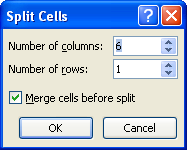 Split Cells
Number of columns: 6
Number of rows: 1
Merge cells before split
OK Cancel